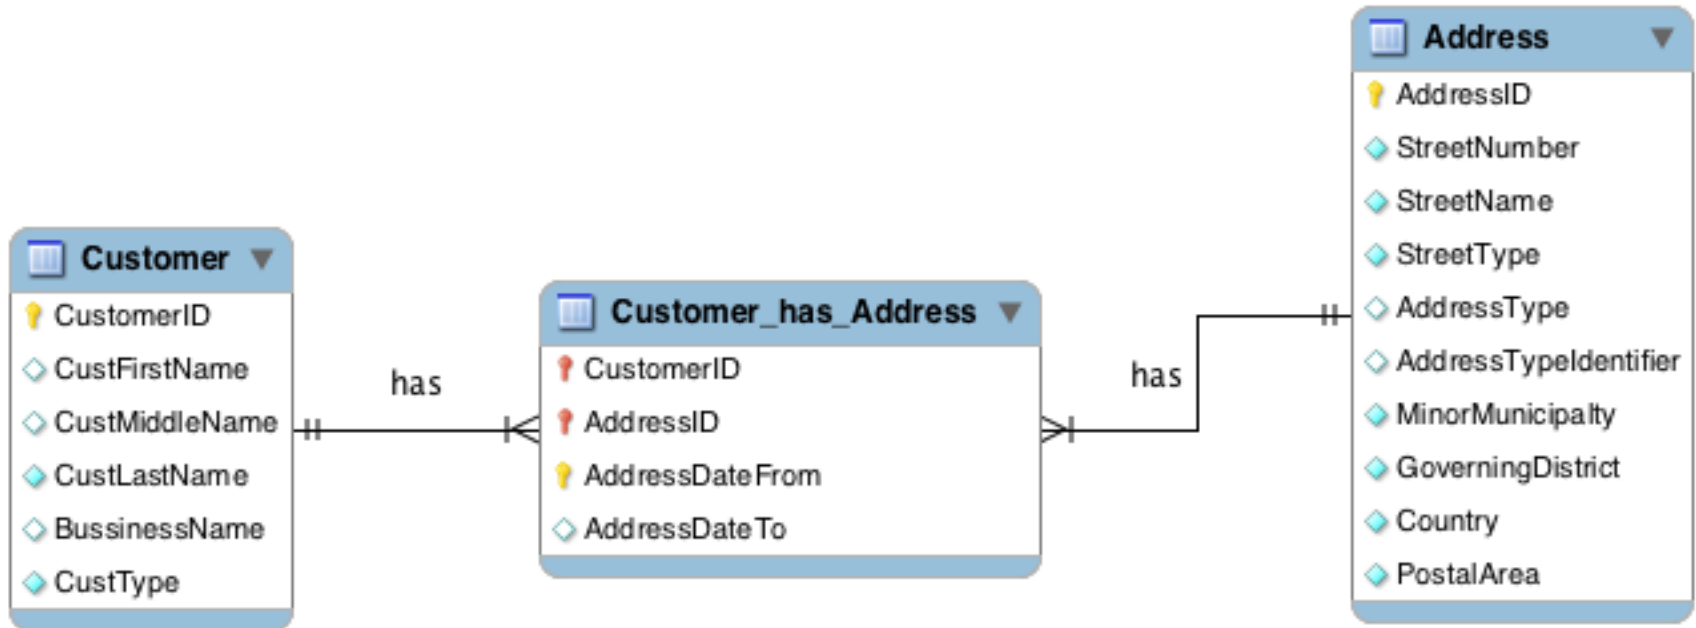 Customer
CustomerID
CustFirstName
CustMiddleName
CustLastName
BussinessName
CustType
has
Customer_has_Address
CustomerID
AddressID
AddressDateFrom
AddressDateTo
has
Address
AddressID
StreetNumber
StreetName
StreetType
AddressType
AddressTypeIdentifier
MinorMunicipalty
GoverningDistrict
Country
PostalArea